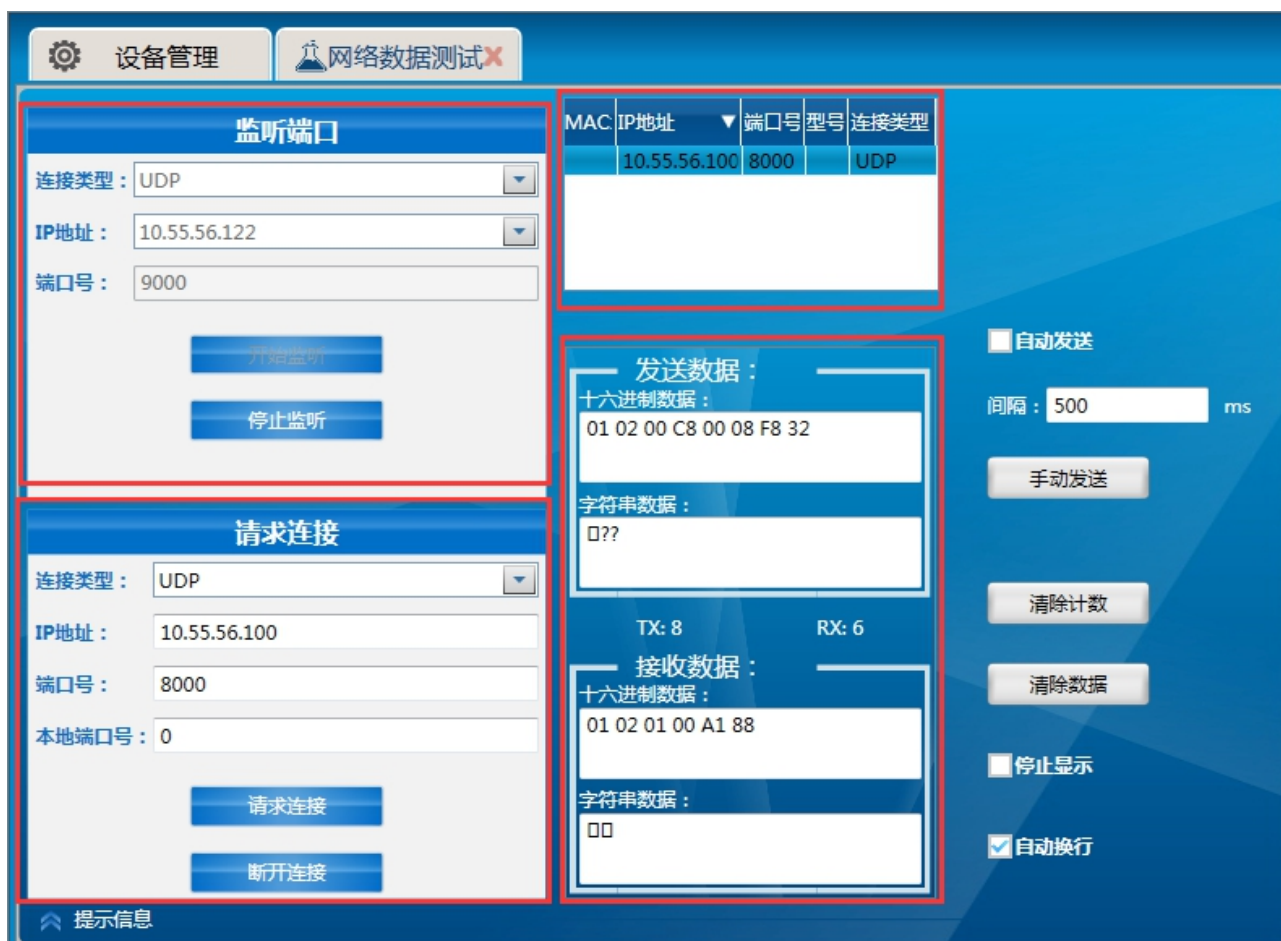 设备管理
网络数据测试
监听端口
连接类型：UDP
IP地址：10.55.56.122
端口号：9000
开始监听
停止监听
请求连接
连接类型：UDP
IP地址：10.55.56.100
端口号：8000
本地端口号：0
请求连接
断开连接
MAC IP地址 端口号 型号 连接类型
10.55.56.100 8000 UDP
发送数据：
十六进制数据：
01 02 00 C8 00 08 F8 32
字符串数据：
□??
TX: 8 RX: 6
接收数据：
十六进制数据：
01 02 01 00 A1 88
字符串数据：
□□
自动发送
间隔：500 ms
手动发送
清除计数
清除数据
停止显示
自动换行
提示信息